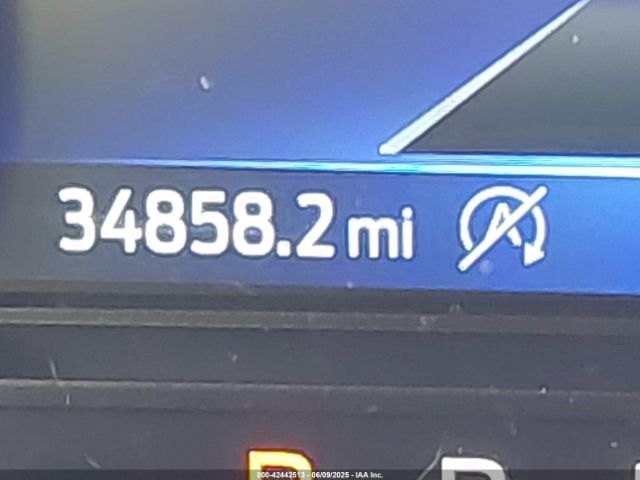 34858.2 mi
A
P R
000-42442513 - 06/09/2025 - IAA Inc.